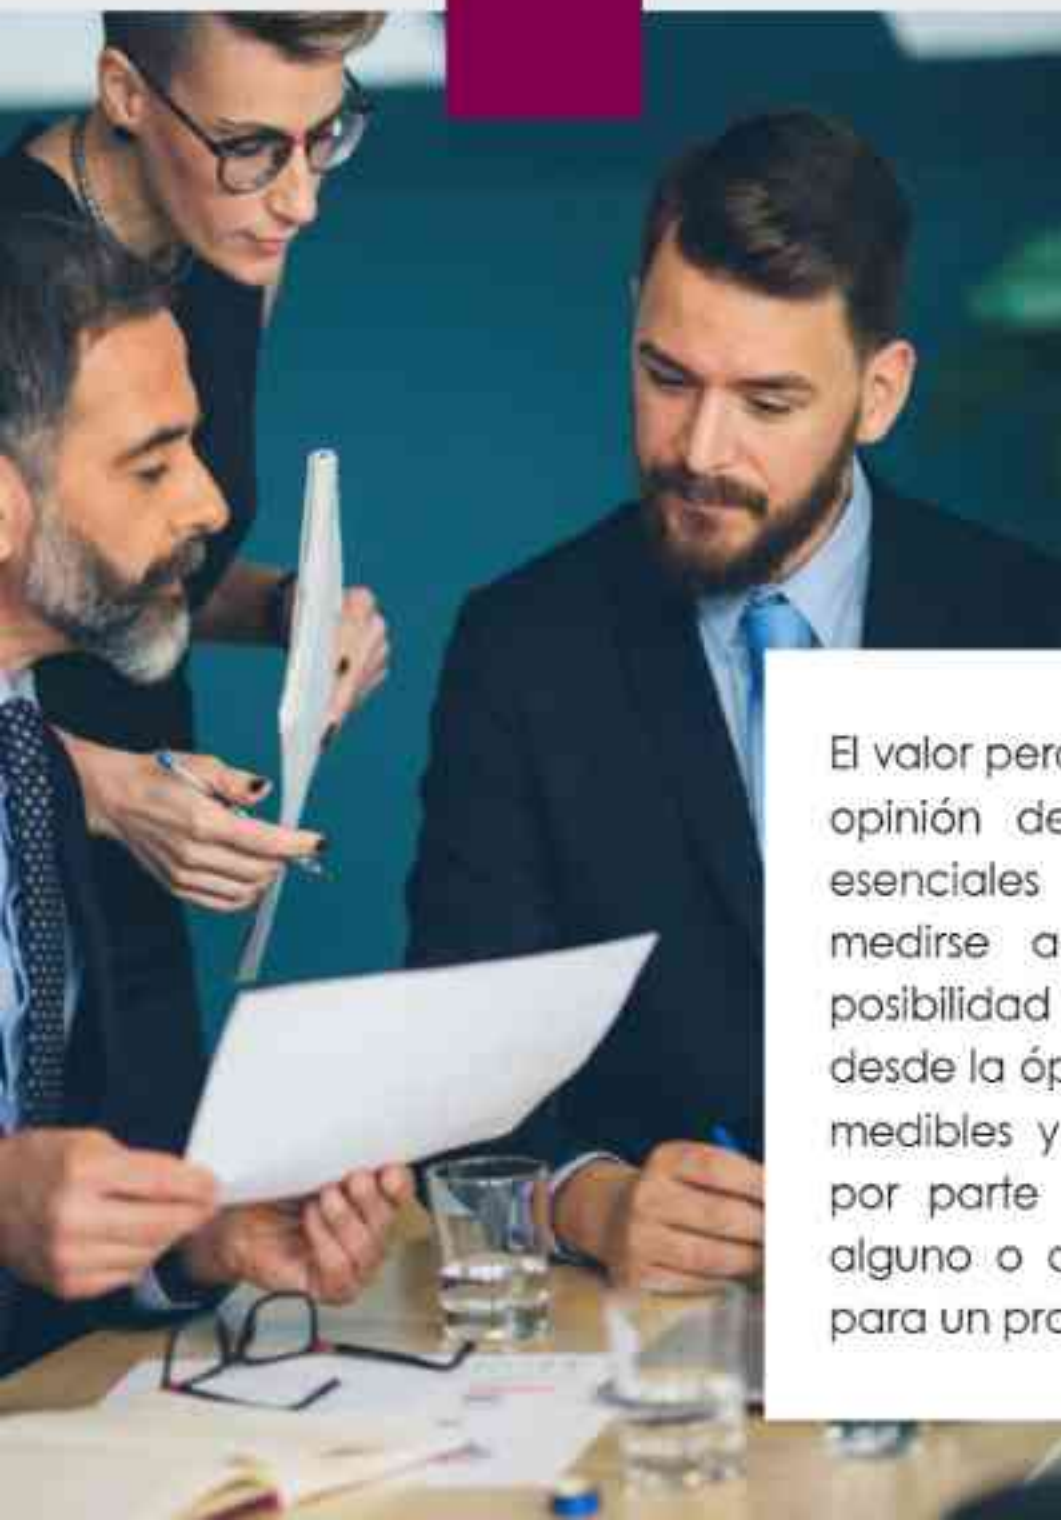 El valor perc
opinión de
esenciales
medirse a
posibilidad
desde la óp
medibles y
por parte
alguno o c
para un pro